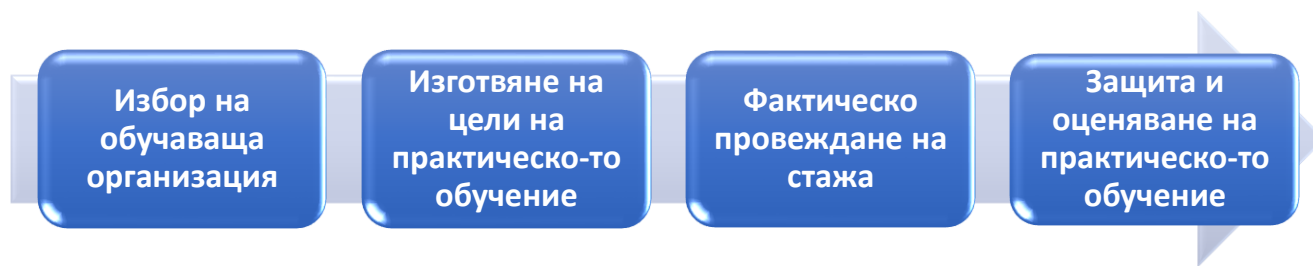 Избор на
обучаваща
организация
Изготвяне на
цели на
практическо-то
обучение
Фактическо
провеждане на
стажа
Защита и
оценяване на
практическо-то
обучение